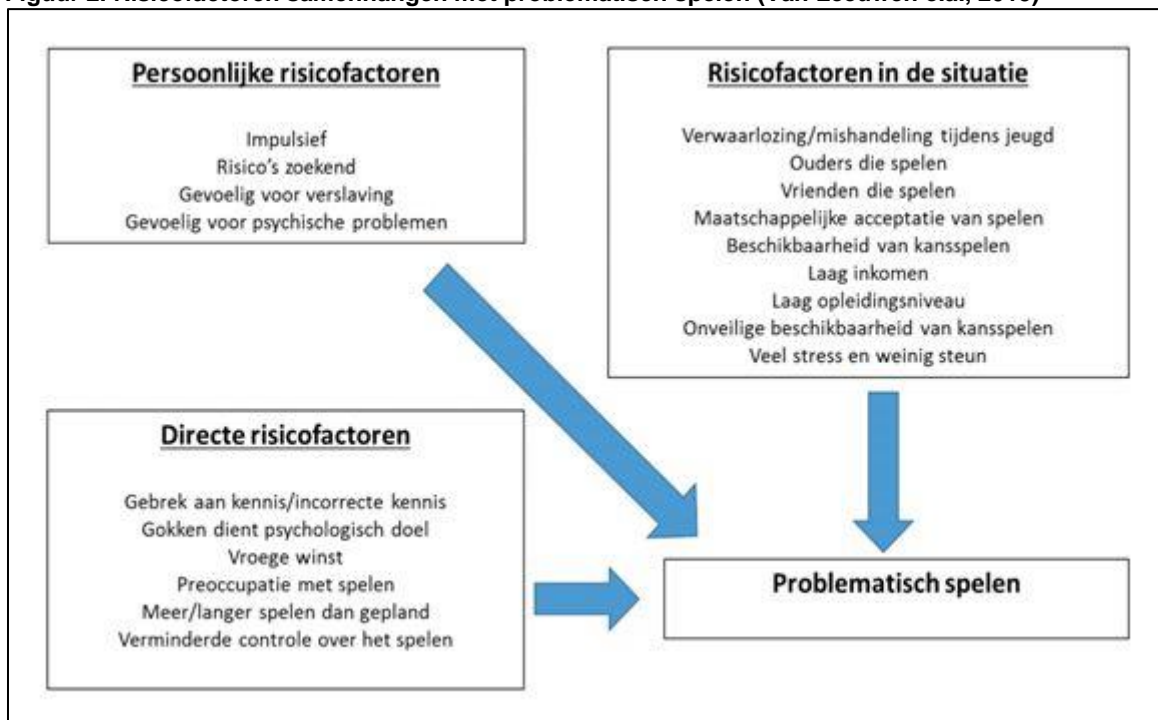 Persoonlijke risicofactoren
Impulsief
Risico's zoekend
Gevoelig voor verslaving
Gevoelig voor psychische problemen
Risicofactoren in de situatie
Verwaarlozing/mishandeling tijdens jeugd
Ouders die spelen
Vrienden die spelen
Maatschappelijke acceptatie van spelen
Beschikbaarheid van kansspelen
Laag inkomen
Laag opleidingsniveau
Onveilige beschikbaarheid van kansspelen
Veel stress en weinig steun
Directe risicofactoren
Gebrek aan kennis/incorrecte kennis
Gokken dient psychologisch doel
Vroege winst
Preoccupatie met spelen
Meer/langer spelen dan gepland
Verminderde controle over het spelen
Problematisch spelen